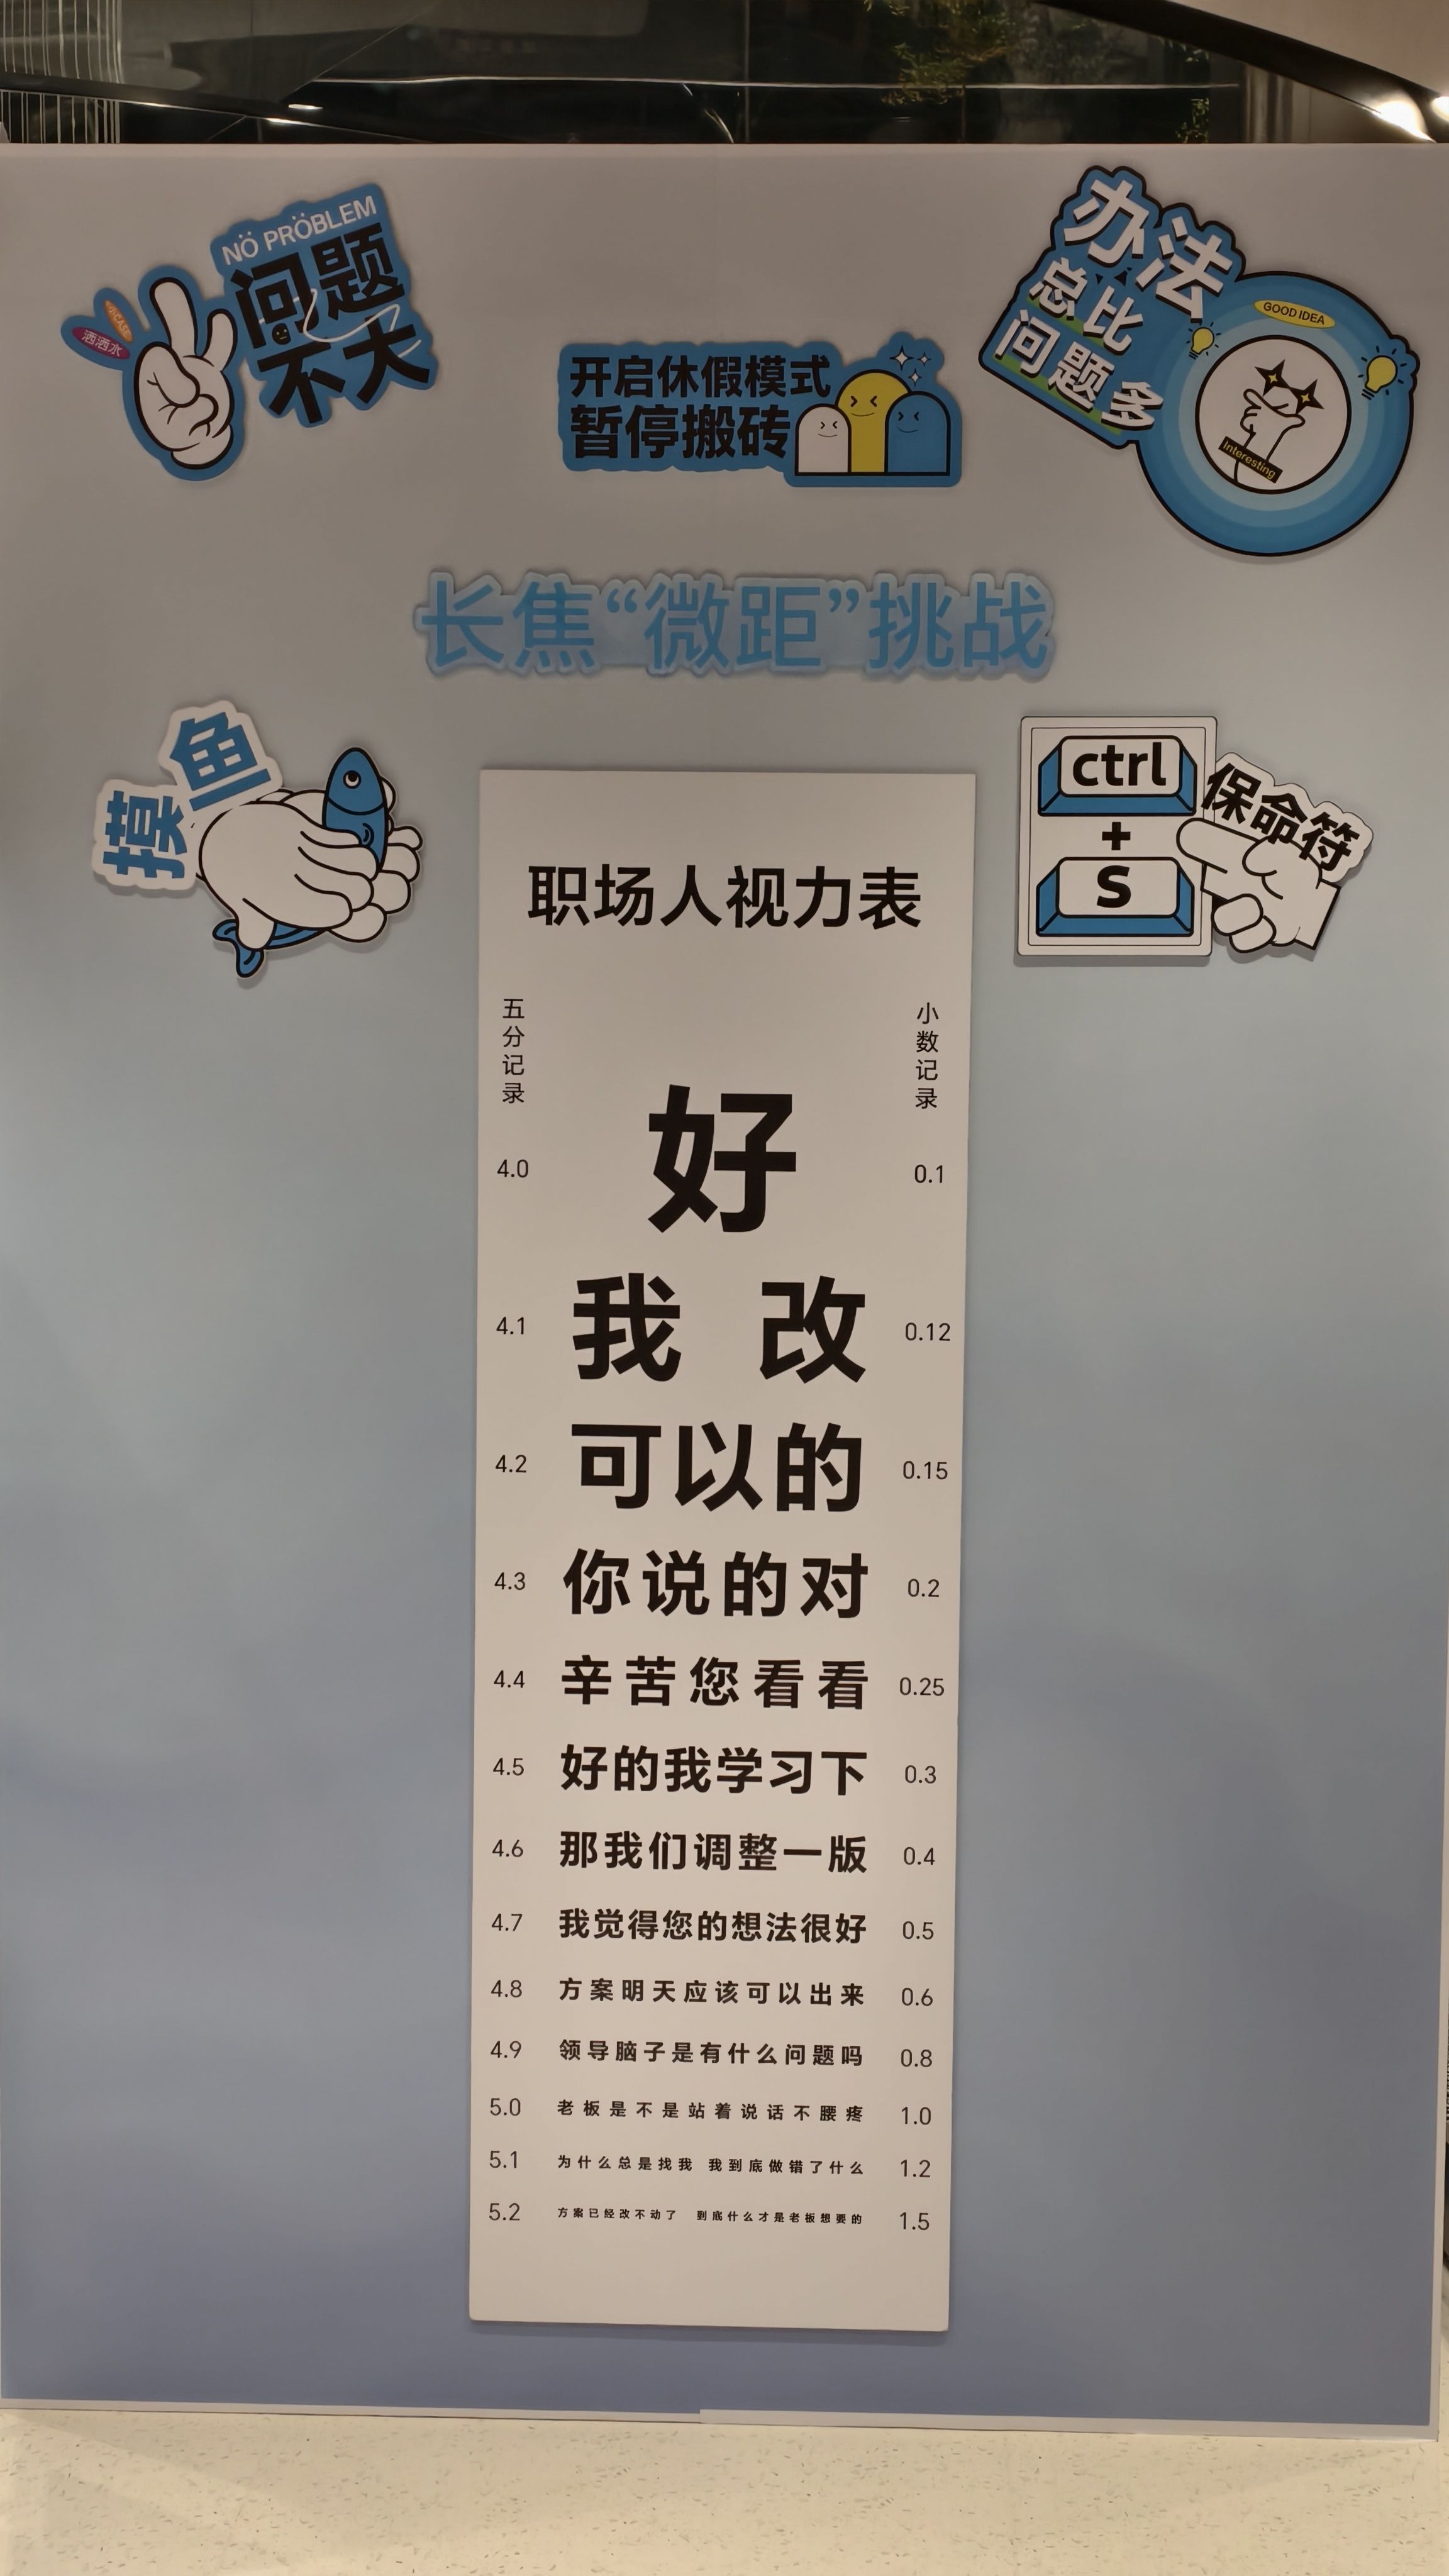 NÖ PRÖBLEM
问题
不大
洒洒水
开启休假模式
暂停搬砖
办法
总比
问题多
GOOD IDEA
Interesting
长焦“微距”挑战
摸鱼
ctrl
+
S
保命符
职场人视力表
五分记录
小数记录
4.0 好 0.1
4.1 我 改 0.12
4.2 可以的 0.15
4.3 你说的对 0.2
4.4 辛苦您看看 0.25
4.5 好的我学习下 0.3
4.6 那我们调整一版 0.4
4.7 我觉得您的想法很好 0.5
4.8 方案明天应该可以出来 0.6
4.9 领导脑子是有什么问题吗 0.8
5.0 老板是不是站着说话不腰疼 1.0
5.1 为什么总是找我 我到底做错了什么 1.2
5.2 方案已经改不动了 到底什么才是老板想要的 1.5